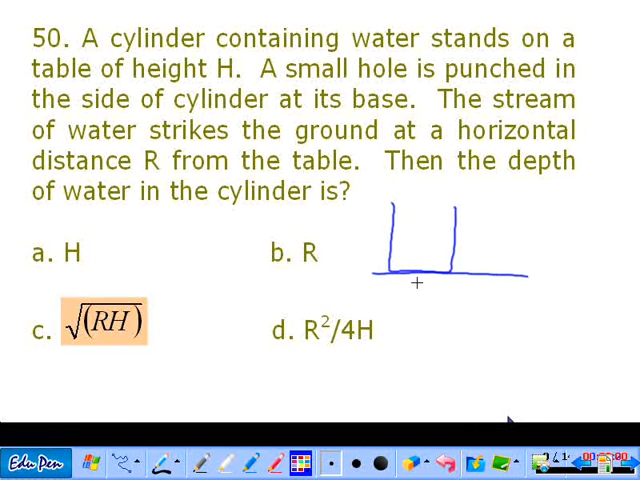 50. A cylinder containing water stands on a
table of height H. A small hole is punched in
the side of cylinder at its base. The stream
of water strikes the ground at a horizontal
distance R from the table. Then the depth
of water in the cylinder is?
a. H
b. R
c. √(RH)
d. R²/4H
Edu Pen